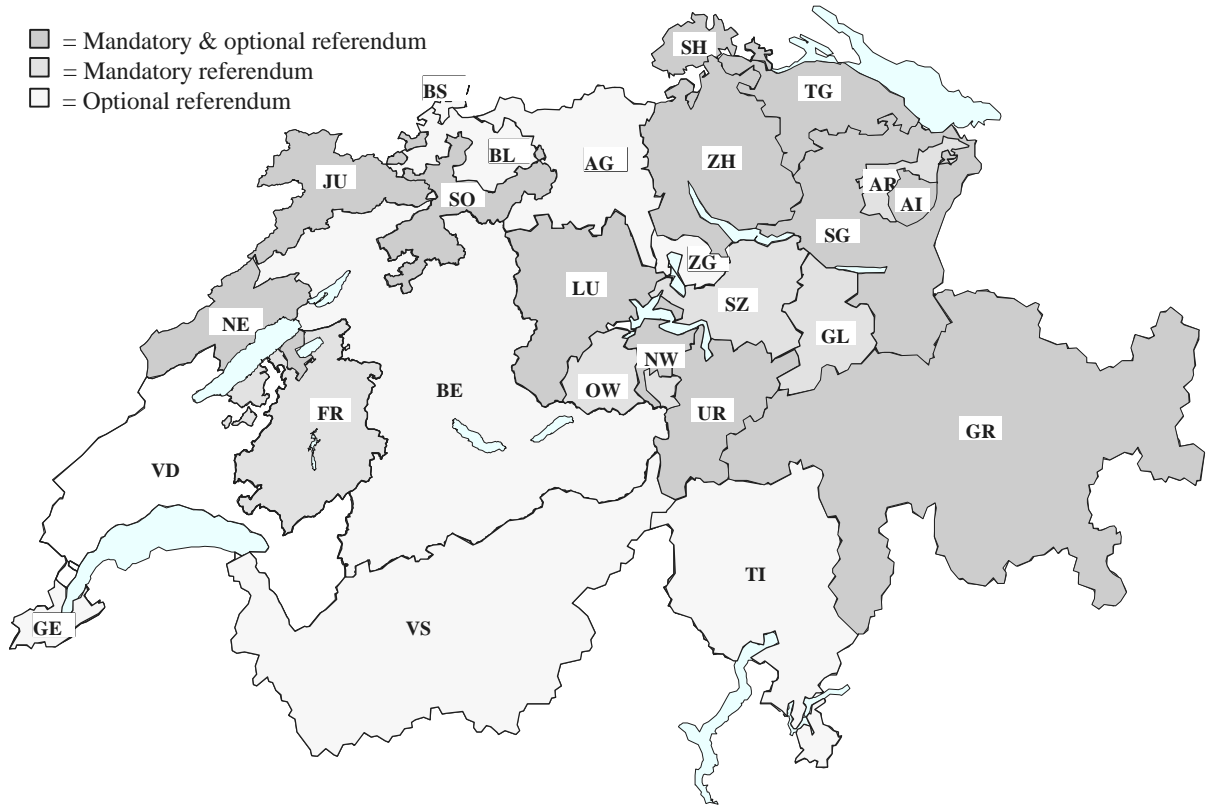 = Mandatory & optional referendum
= Mandatory referendum
= Optional referendum
SH
BS
TG
BL
AG
ZH
JU
SO
AR
AI
SG
ZG
LU
SZ
NE
GL
NW
OW
BE
FR
UR
GR
VD
TI
GE
VS